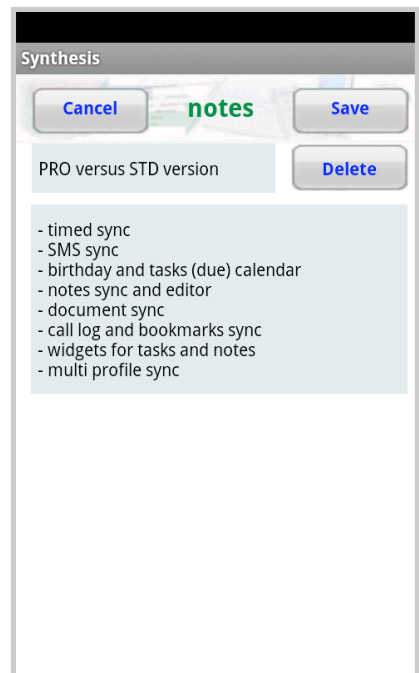 Synthesis
Cancel notes Save
PRO versus STD version Delete
- timed sync
- SMS sync
- birthday and tasks (due) calendar
- notes sync and editor
- document sync
- call log and bookmarks sync
- widgets for tasks and notes
- multi profile sync